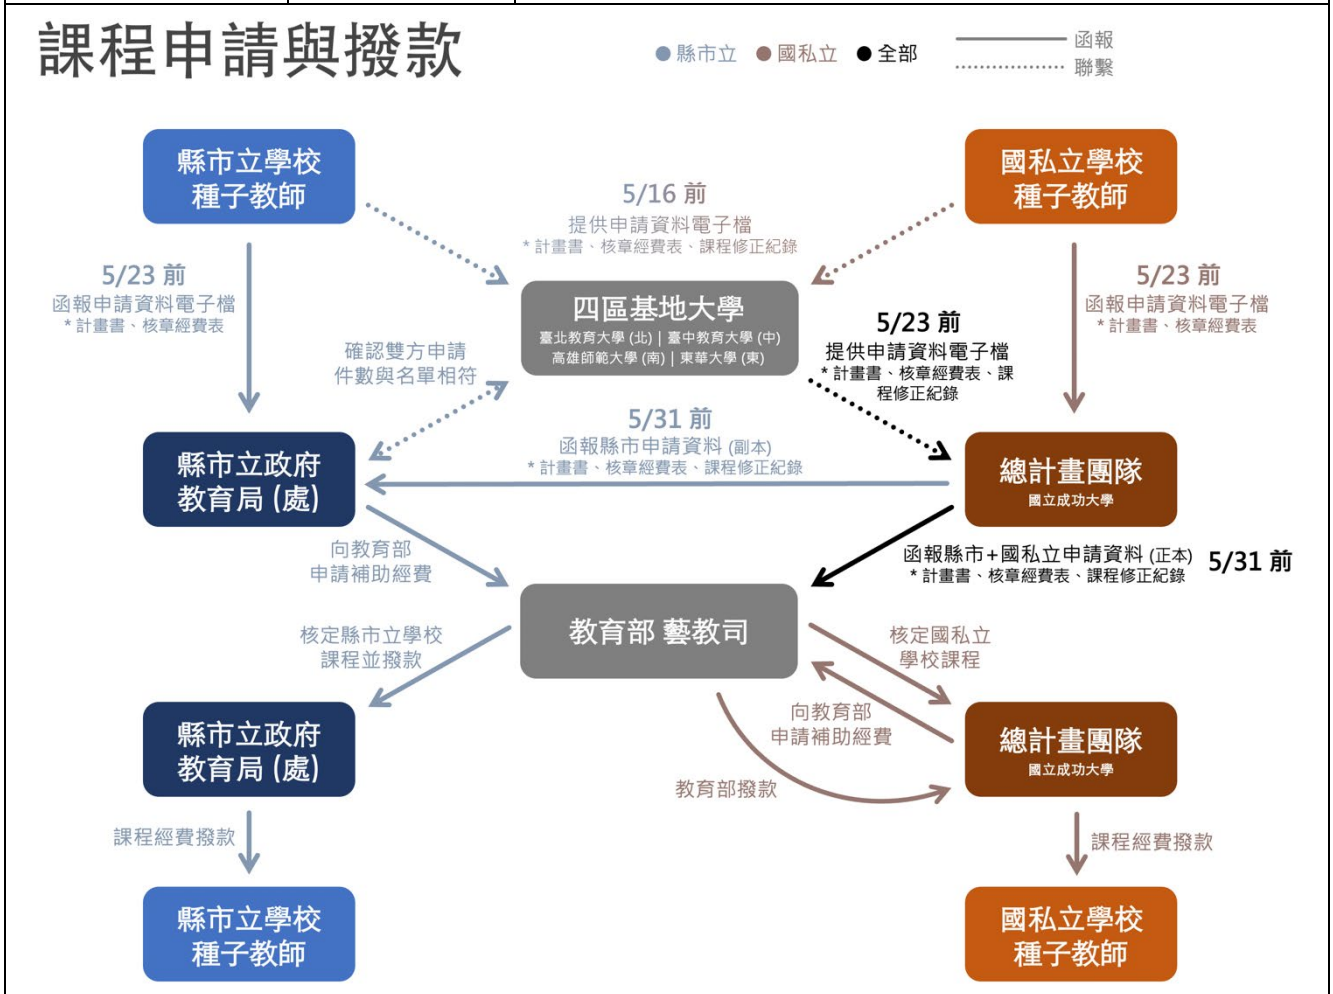 課程申請與撥款
●縣市立 ●國私立 ●全部
函報
聯繫
縣市立學校
種子教師
國私立學校
種子教師
5/16 前
提供申請資料電子檔
* 計畫書、核章經費表、課程修正紀錄
5/23 前
函報申請資料電子檔
* 計畫書、核章經費表
四區基地大學
臺北教育大學 (北) | 臺中教育大學 (中)
高雄師範大學 (南) | 東華大學 (東)
5/23 前
函報申請資料電子檔
* 計畫書、核章經費表
5/23 前
提供申請資料電子檔
* 計畫書、核章經費表、課
程修正紀錄
確認雙方申請
件數與名單相符
5/31 前
函報縣市申請資料 (副本)
* 計畫書、核章經費表、課程修正紀錄
縣市立政府
教育局 (處)
總計畫團隊
國立成功大學
向教育部
申請補助經費
函報縣市+國私立申請資料 (正本)
* 計畫書、核章經費表、課程修正紀錄
5/31 前
教育部 藝教司
核定縣市立學校
課程並撥款
核定國私立
學校課程
縣市立政府
教育局 (處)
向教育部
申請補助經費
總計畫團隊
國立成功大學
教育部撥款
課程經費撥款
課程經費撥款
縣市立學校
種子教師
國私立學校
種子教師